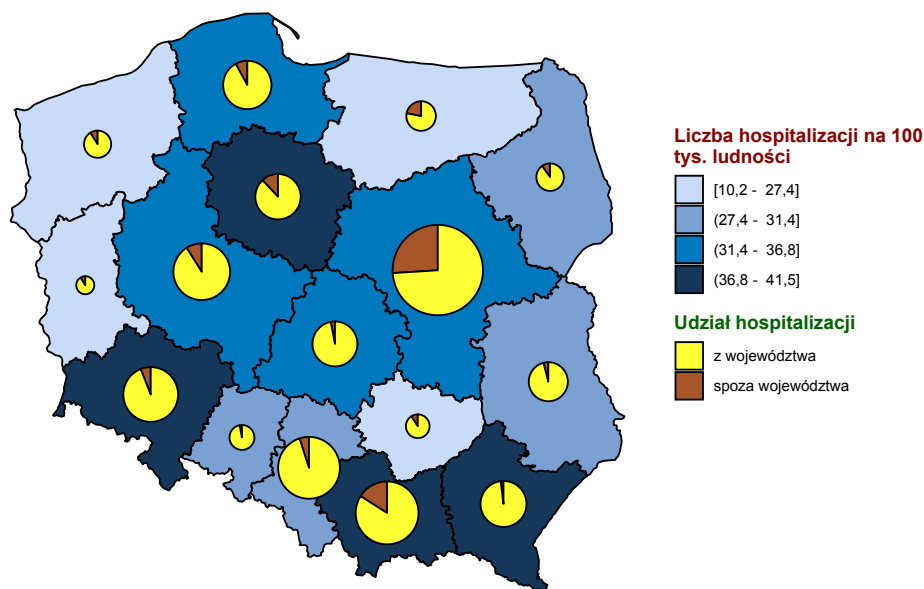 Liczba hospitalizacji na 100
tys. ludności
[10,2 - 27,4]
(27,4 - 31,4]
(31,4 - 36,8]
(36,8 - 41,5]
Udział hospitalizacji
z województwa
spoza województwa